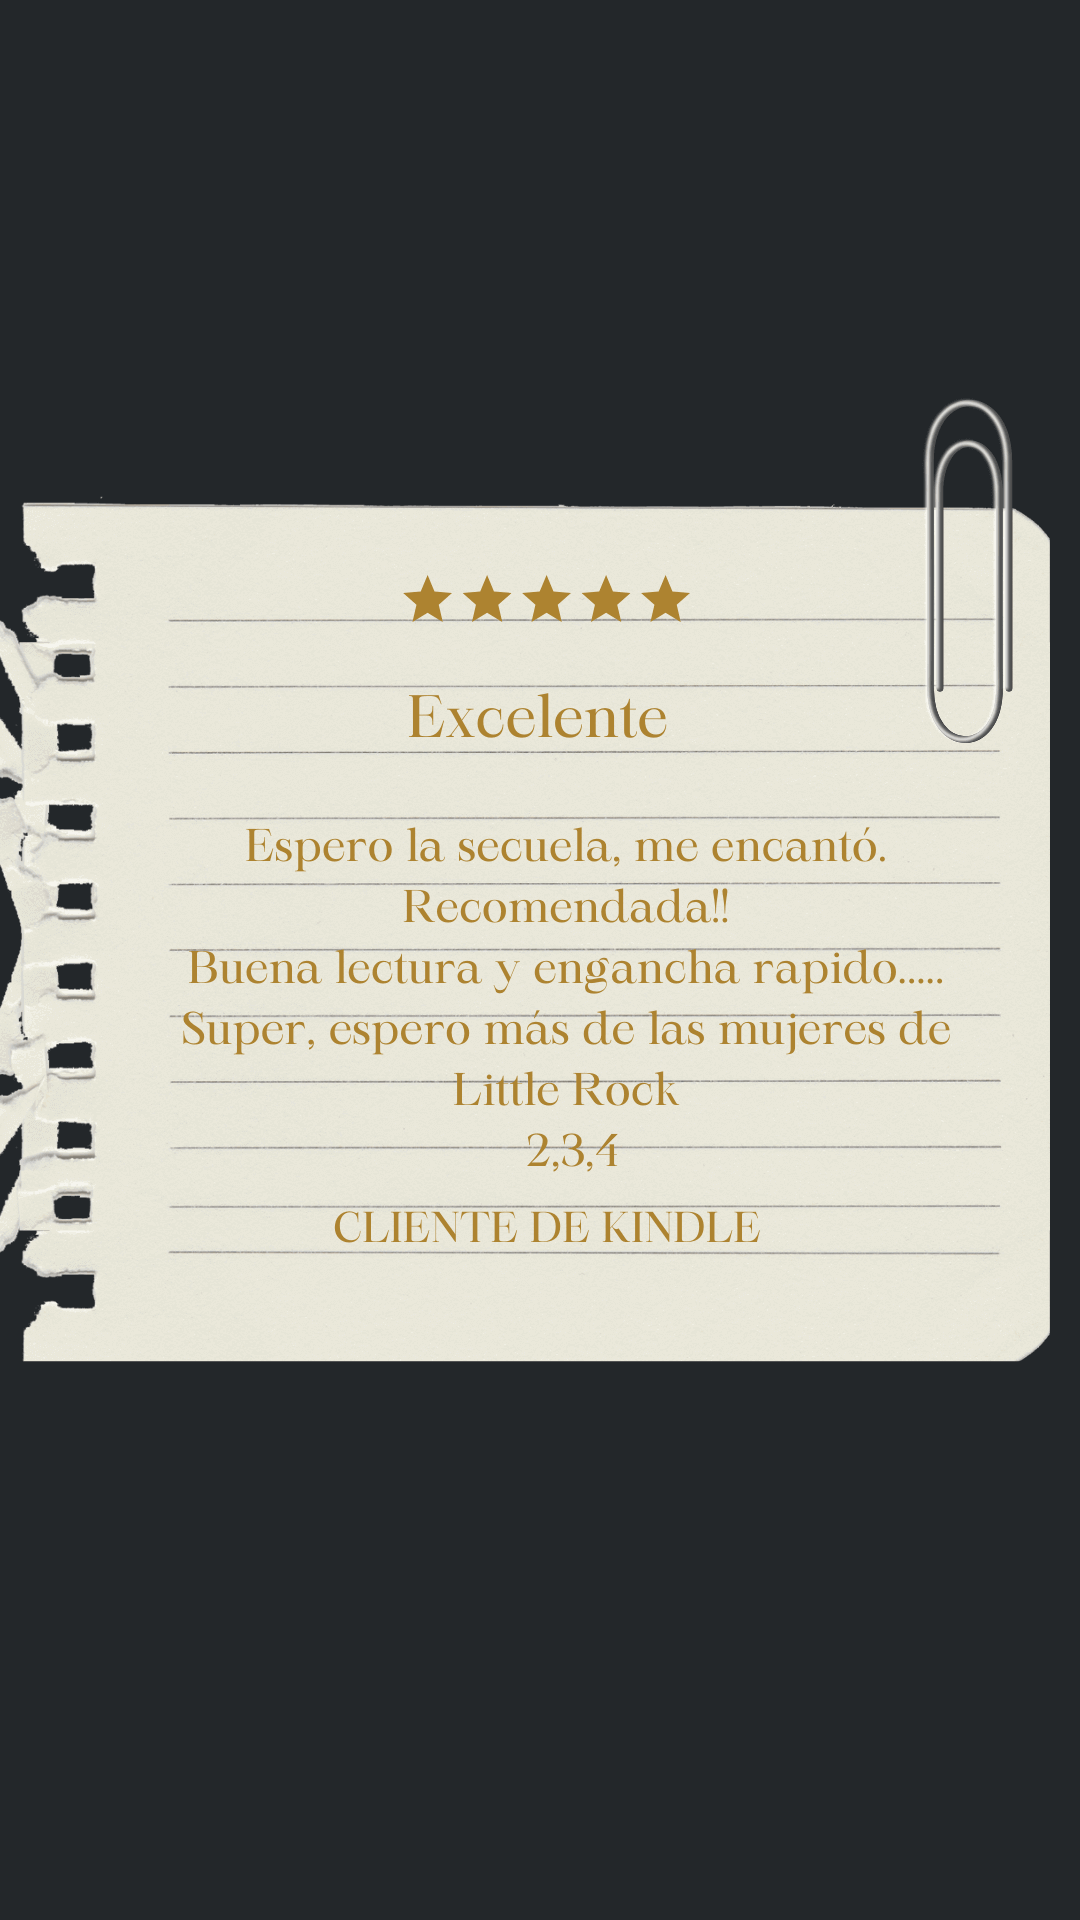 Excelente
Espero la secuela, me encantó.
Recomendada!!
Buena lectura y engancha rapido.....
Super, espero más de las mujeres de
Little Rock
2,3,4
CLIENTE DE KINDLE